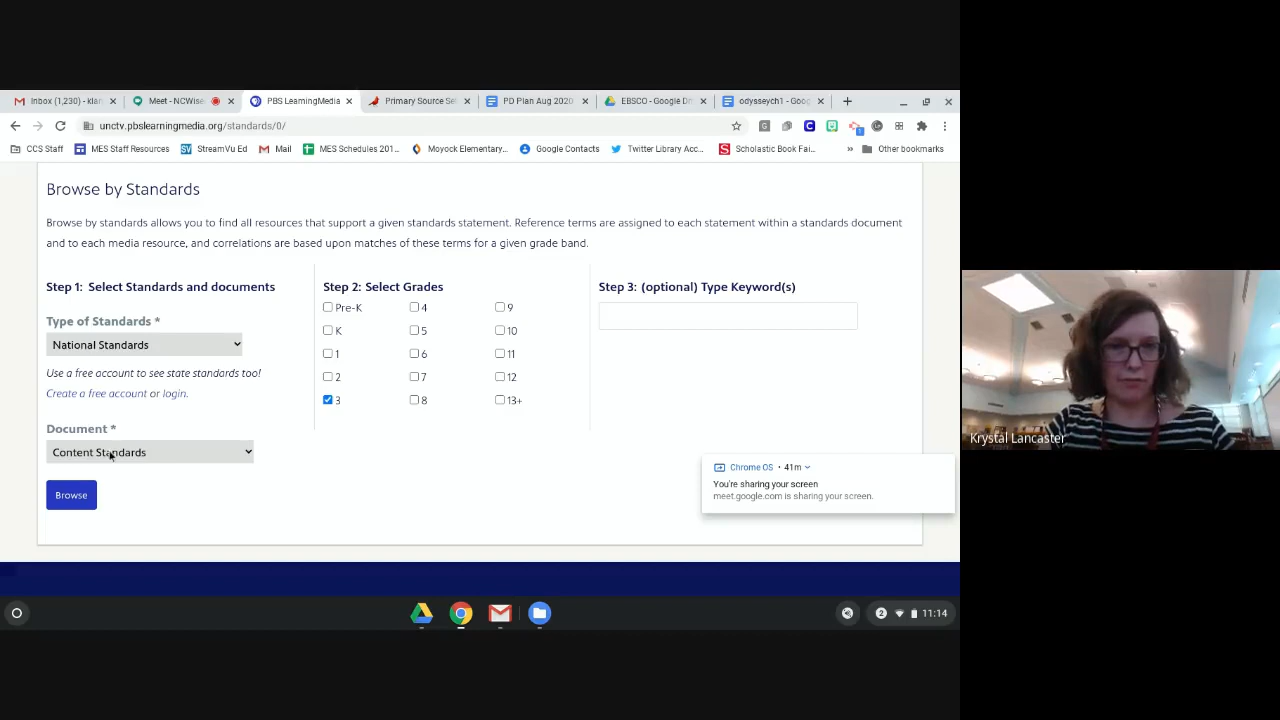 Inbox (1,230) - kian
Meet - NCWise
PBS LearningMedia
Primary Source Set
PD Plan Aug 2020
EBSCO - Google Dr
odysseych1 - Goog
unctv.pbslearningmedia.org/standards/0/
CCS Staff
MES Staff Resources
StreamVu Ed
Mail
MES Schedules 201...
Moyock Elementary...
Google Contacts
Twitter Library Acc...
Scholastic Book Fai...
»
Other bookmarks
Browse by Standards
Browse by standards allows you to find all resources that support a given standards statement. Reference terms are assigned to each statement within a standards document
and to each media resource, and correlations are based upon matches of these terms for a given grade band.
Step 1: Select Standards and documents
Type of Standards *
National Standards
Use a free account to see state standards too!
Create a free account or login.
Document *
Content Standards
Browse
Step 2: Select Grades
Pre-K 4 9
K 5 10
1 6 11
2 7 12
3 8 13+
Step 3: (optional) Type Keyword(s)
Chrome OS • 41m
You're sharing your screen
meet.google.com is sharing your screen.
Krystal Lancaster
2 11:14